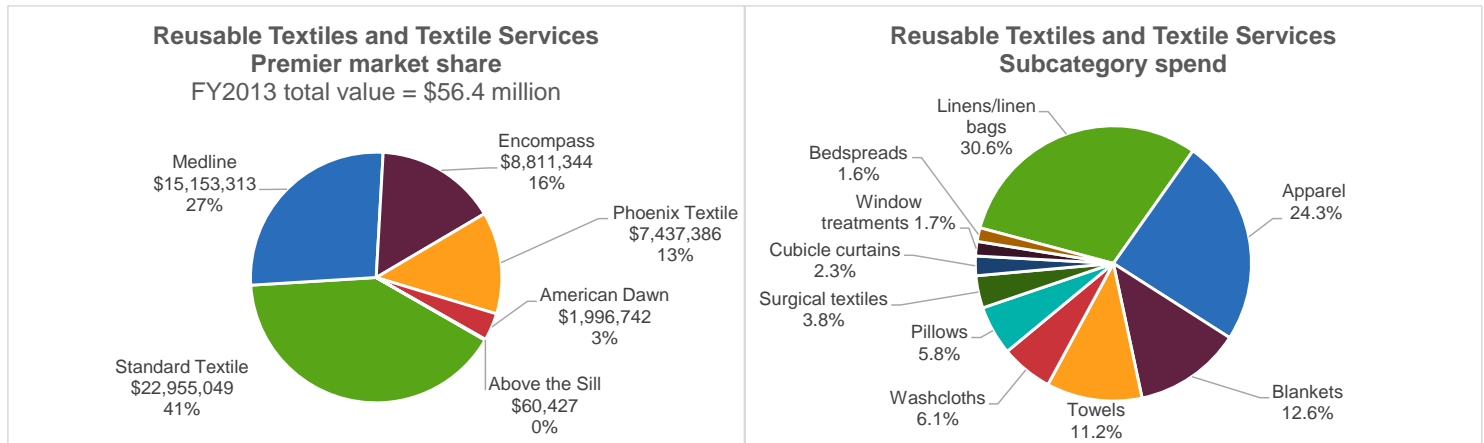 Reusable Textiles and Textile Services
Premier market share
FY2013 total value = $56.4 million
Medline
$15,153,313
27%
Encompass
$8,811,344
16%
Phoenix Textile
$7,437,386
13%
American Dawn
$1,996,742
3%
Above the Sill
$60,427
0%
Standard Textile
$22,955,049
41%
Reusable Textiles and Textile Services
Subcategory spend
Linens/linen
bags
30.6%
Bedspreads
1.6%
Window
treatments 1.7%
Cubicle curtains
2.3%
Surgical textiles
3.8%
Pillows
5.8%
Washcloths
6.1%
Towels
11.2%
Blankets
12.6%
Apparel
24.3%